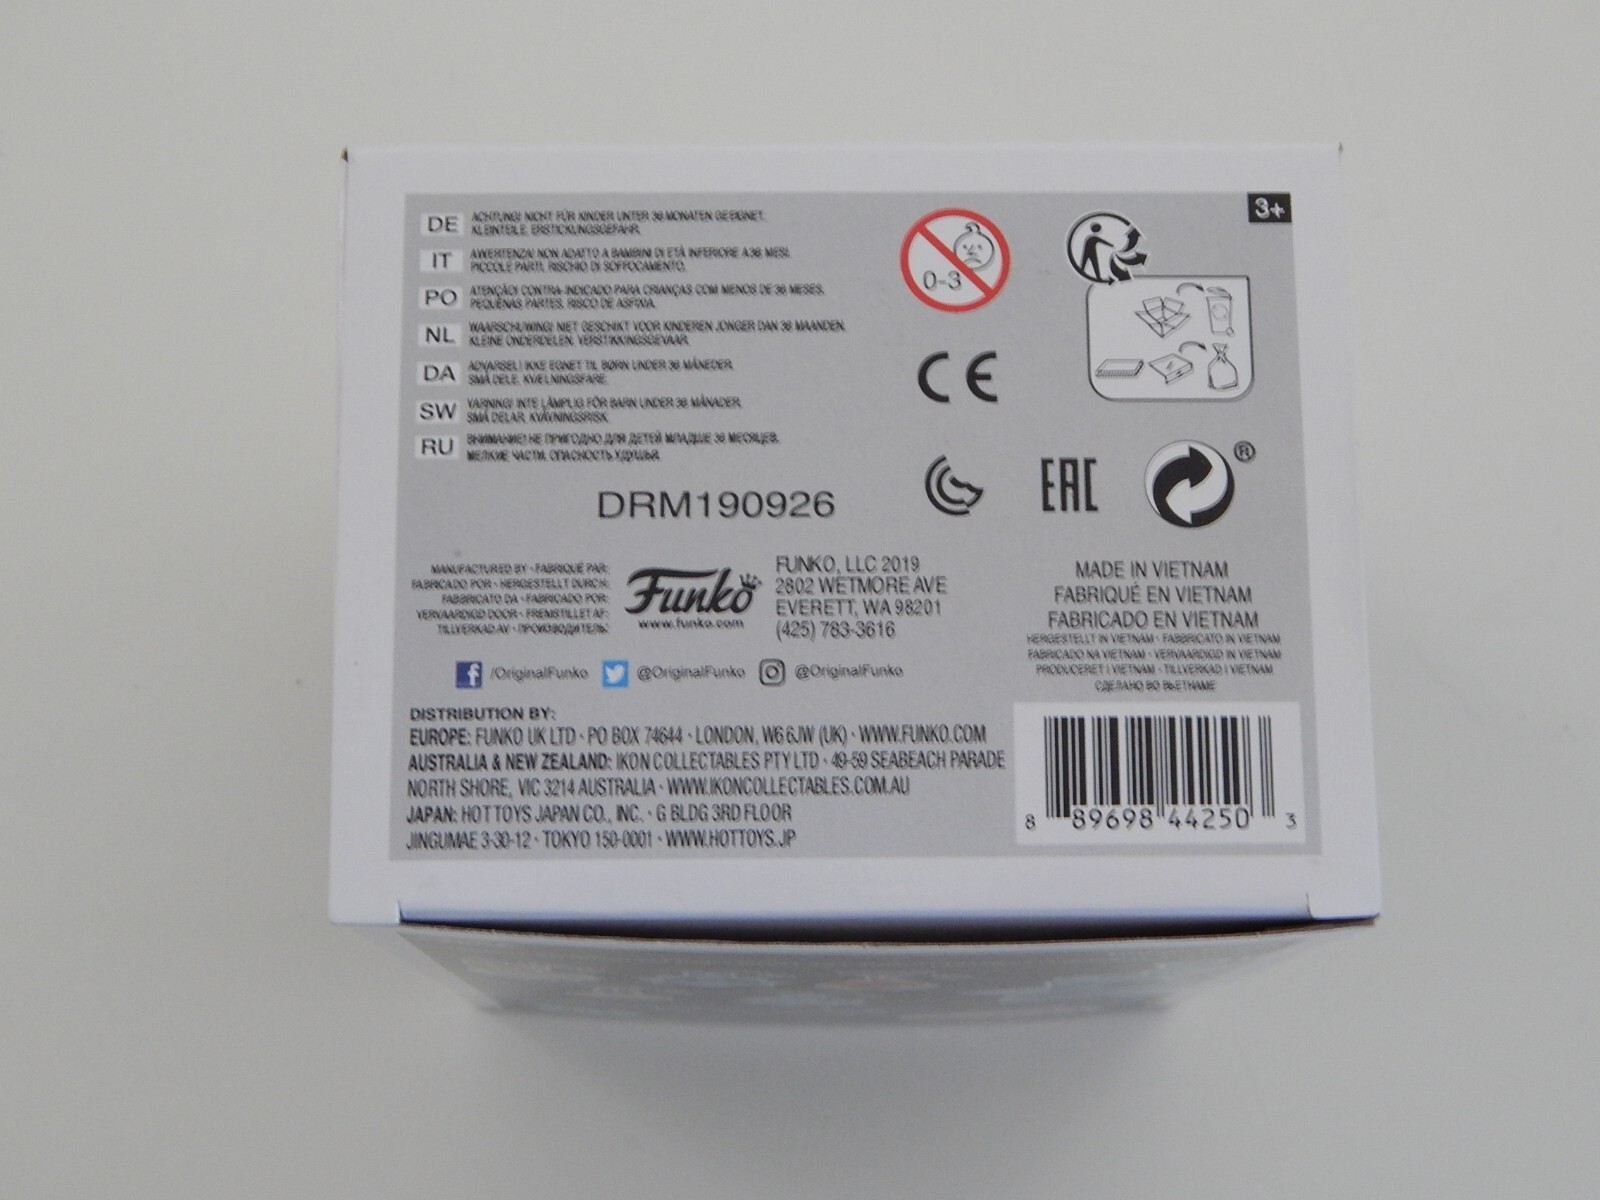 3+
DE ACHTUNG! NICHT FÜR KINDER UNTER 36 MONATEN GEEIGNET.
KLEINTEILE. ERSTICKUNGSGEFAHR.
IT AVVERTENZA! NON ADATTO A BAMBINI DI ETÀ INFERIORE A 36 MESI.
PICCOLE PARTI. RISCHIO DI SOFFOCAMENTO.
PO ATENÇÃO! CONTRA-INDICADO PARA CRIANÇAS COM MENOS DE 36 MESES.
PEQUENAS PARTES. RISCO DE ASFIXIA.
NL WAARSCHUWING! NIET GESCHIKT VOOR KINDEREN JONGER DAN 36 MAANDEN.
KLEINE ONDERDELEN. VERSTIKKINGSGEVAAR.
DA ADVARSEL! IKKE EGNET TIL BØRN UNDER 36 MÅNEDER.
SMÅ DELE. KVÆLNINGSFARE.
SW VARNING! INTE LÄMPLIG FÖR BARN UNDER 36 MÅNADER.
SMÅ DELAR. KVÄVNINGSRISK.
RU ВНИМАНИЕ! НЕ ПРИГОДНО ДЛЯ ДЕТЕЙ МЛАДШЕ 36 МЕСЯЦЕВ.
МЕЛКИЕ ЧАСТИ. ОПАСНОСТЬ УДУШЬЯ.
0-3
CE
EAC
®
DRM190926
MANUFACTURED BY • FABRIQUÉ PAR:
FABRICADO POR • HERGESTELLT DURCH:
FABBRICATO DA • FABRICADO POR:
VERVAARDIGD DOOR • FREMSTILLET AF:
TILLVERKAD AV • ПРОИЗВОДИТЕЛЬ:
Funko
www.funko.com
FUNKO, LLC 2019
2802 WETMORE AVE
EVERETT, WA 98201
(425) 783-3616
MADE IN VIETNAM
FABRIQUÉ EN VIETNAM
FABRICADO EN VIETNAM
HERGESTELLT IN VIETNAM • FABBRICATO IN VIETNAM
FABRICADO NA VIETNAM • VERVAARDIGD IN VIETNAM
PRODUCERET I VIETNAM • TILLVERKAD I VIETNAM
СДЕЛАНО ВО ВЬЕТНАМЕ
f /OriginalFunko @OriginalFunko @OriginalFunko
DISTRIBUTION BY:
EUROPE: FUNKO UK LTD • PO BOX 74644 • LONDON, W6 6JW (UK) • WWW.FUNKO.COM
AUSTRALIA & NEW ZEALAND: IKON COLLECTABLES PTY LTD • 49-59 SEABEACH PARADE
NORTH SHORE, VIC 3214 AUSTRALIA • WWW.IKONCOLLECTABLES.COM.AU
JAPAN: HOT TOYS JAPAN CO., INC. • G BLDG 3RD FLOOR
JINGUMAE 3-30-12 • TOKYO 150-0001 • WWW.HOTTOYS.JP
8 89698 44250 3